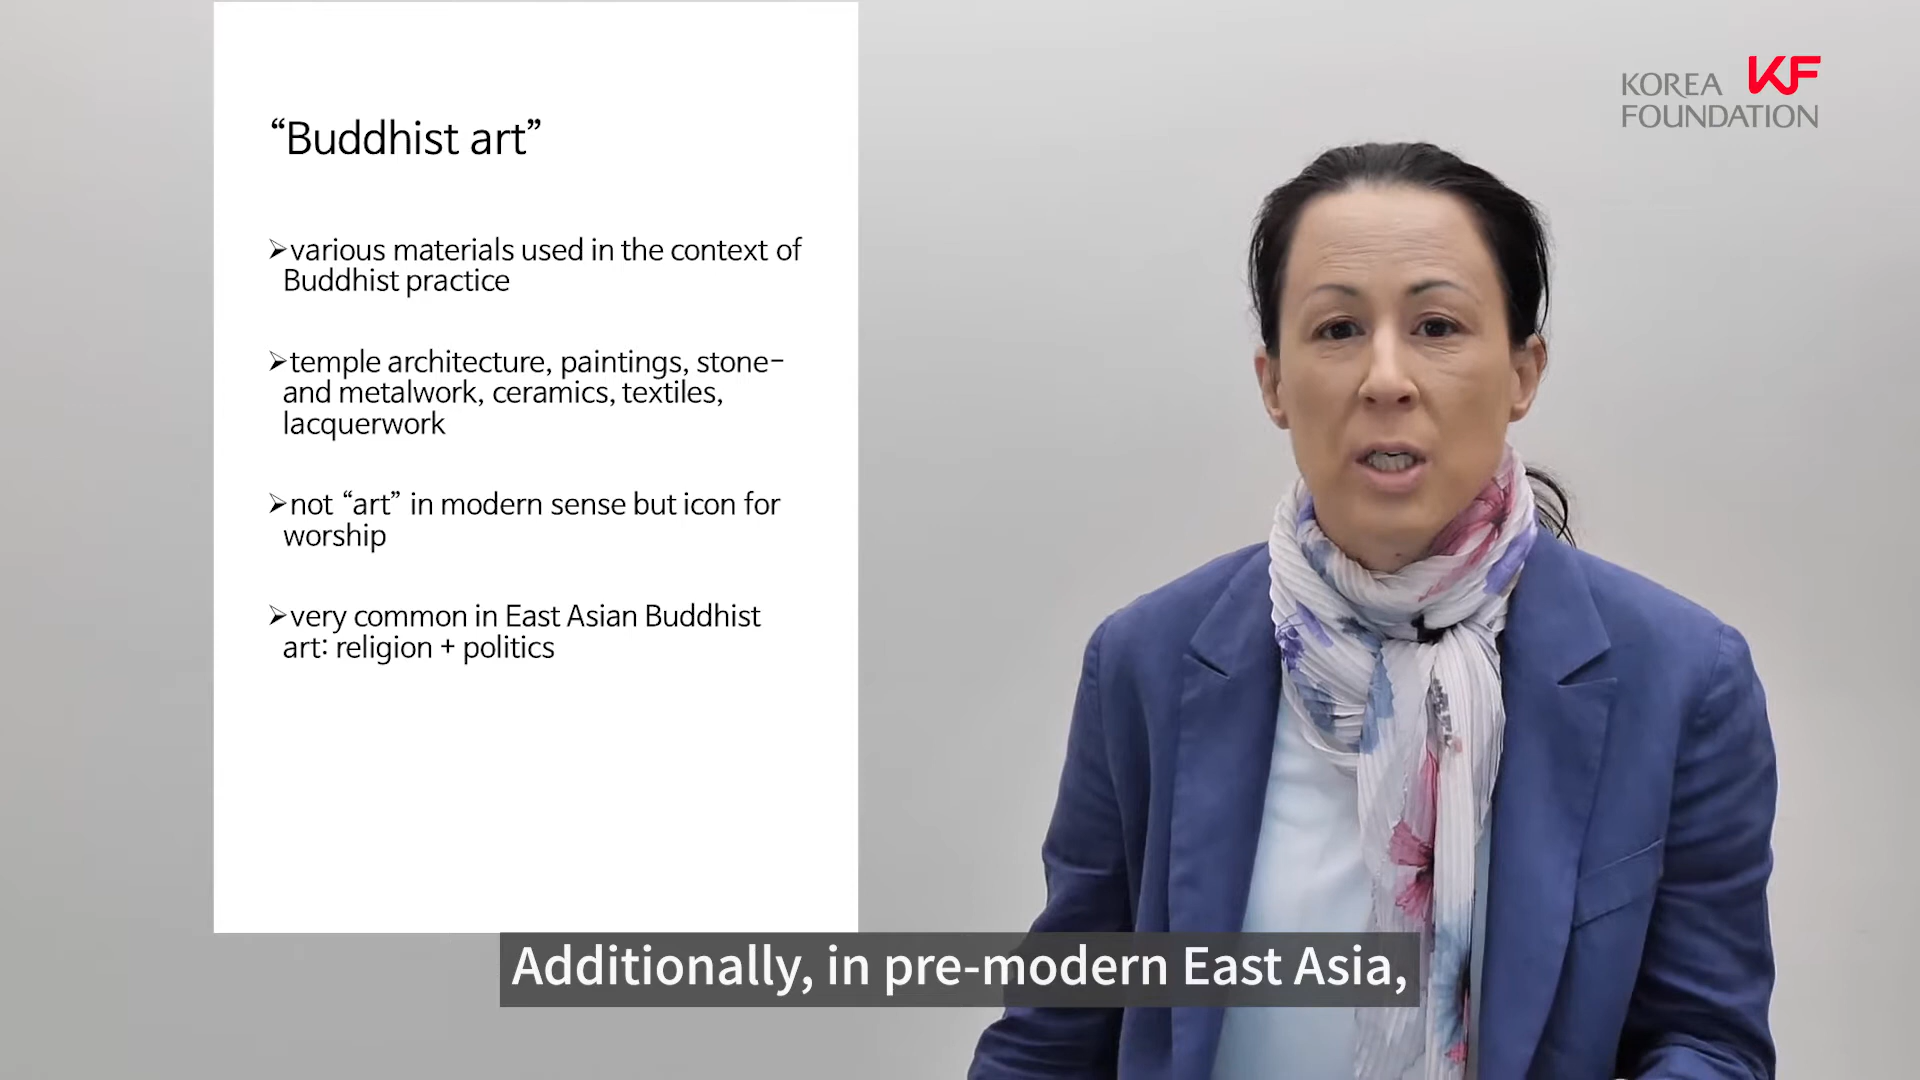 “Buddhist art”
➢various materials used in the context of
Buddhist practice
➢temple architecture, paintings, stone-
and metalwork, ceramics, textiles,
lacquerwork
➢not “art” in modern sense but icon for
worship
➢very common in East Asian Buddhist
art: religion + politics
KF
KOREA
FOUNDATION
Additionally, in pre-modern East Asia,